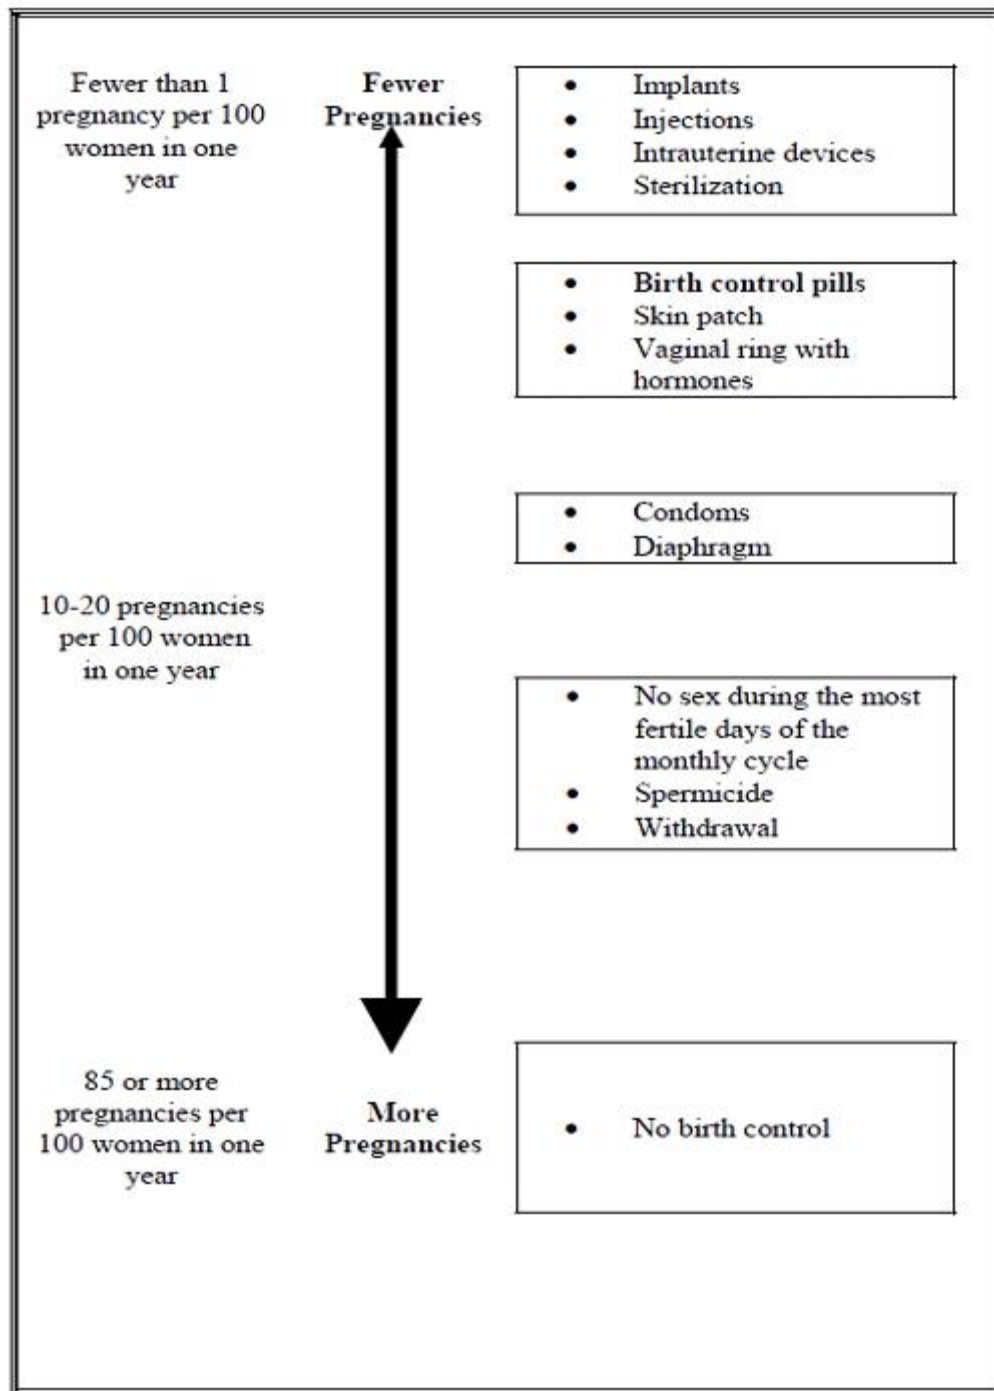 Fewer than 1
pregnancy per 100
women in one
year
Fewer
Pregnancies
• Implants
• Injections
• Intrauterine devices
• Sterilization
• Birth control pills
• Skin patch
• Vaginal ring with
hormones
• Condoms
• Diaphragm
10-20 pregnancies
per 100 women
in one year
• No sex during the most
fertile days of the
monthly cycle
• Spermicide
• Withdrawal
85 or more
pregnancies per
100 women in one
year
More
Pregnancies
• No birth control